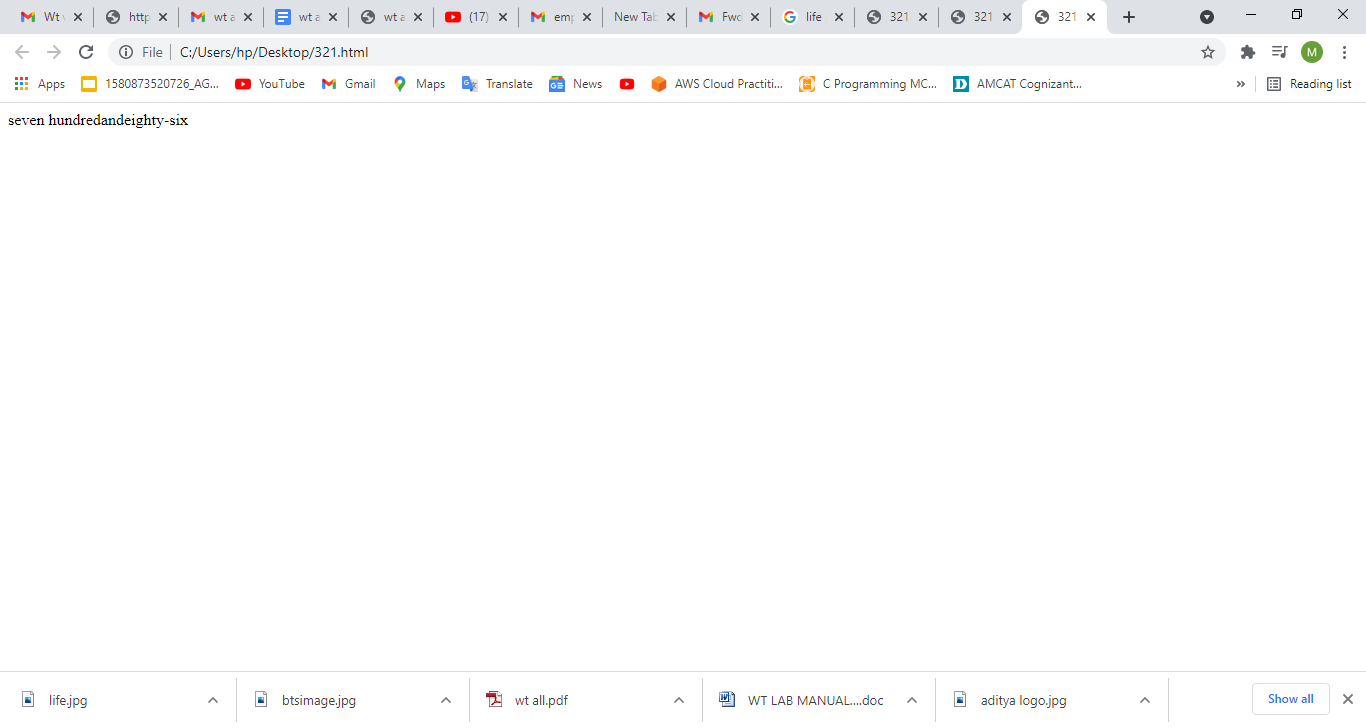 Wt http wt a wt a wt a (17) emp New Tab Fwd life 321 321 321
File C:/Users/hp/Desktop/321.html M
Apps 1580873520726_AG... YouTube Gmail Maps Translate News AWS Cloud Practiti... C Programming MC... AMCAT Cognizant... » Reading list
seven hundredandeighty-six
life.jpg btsimage.jpg wt all.pdf WT LAB MANUAL....doc aditya logo.jpg Show all